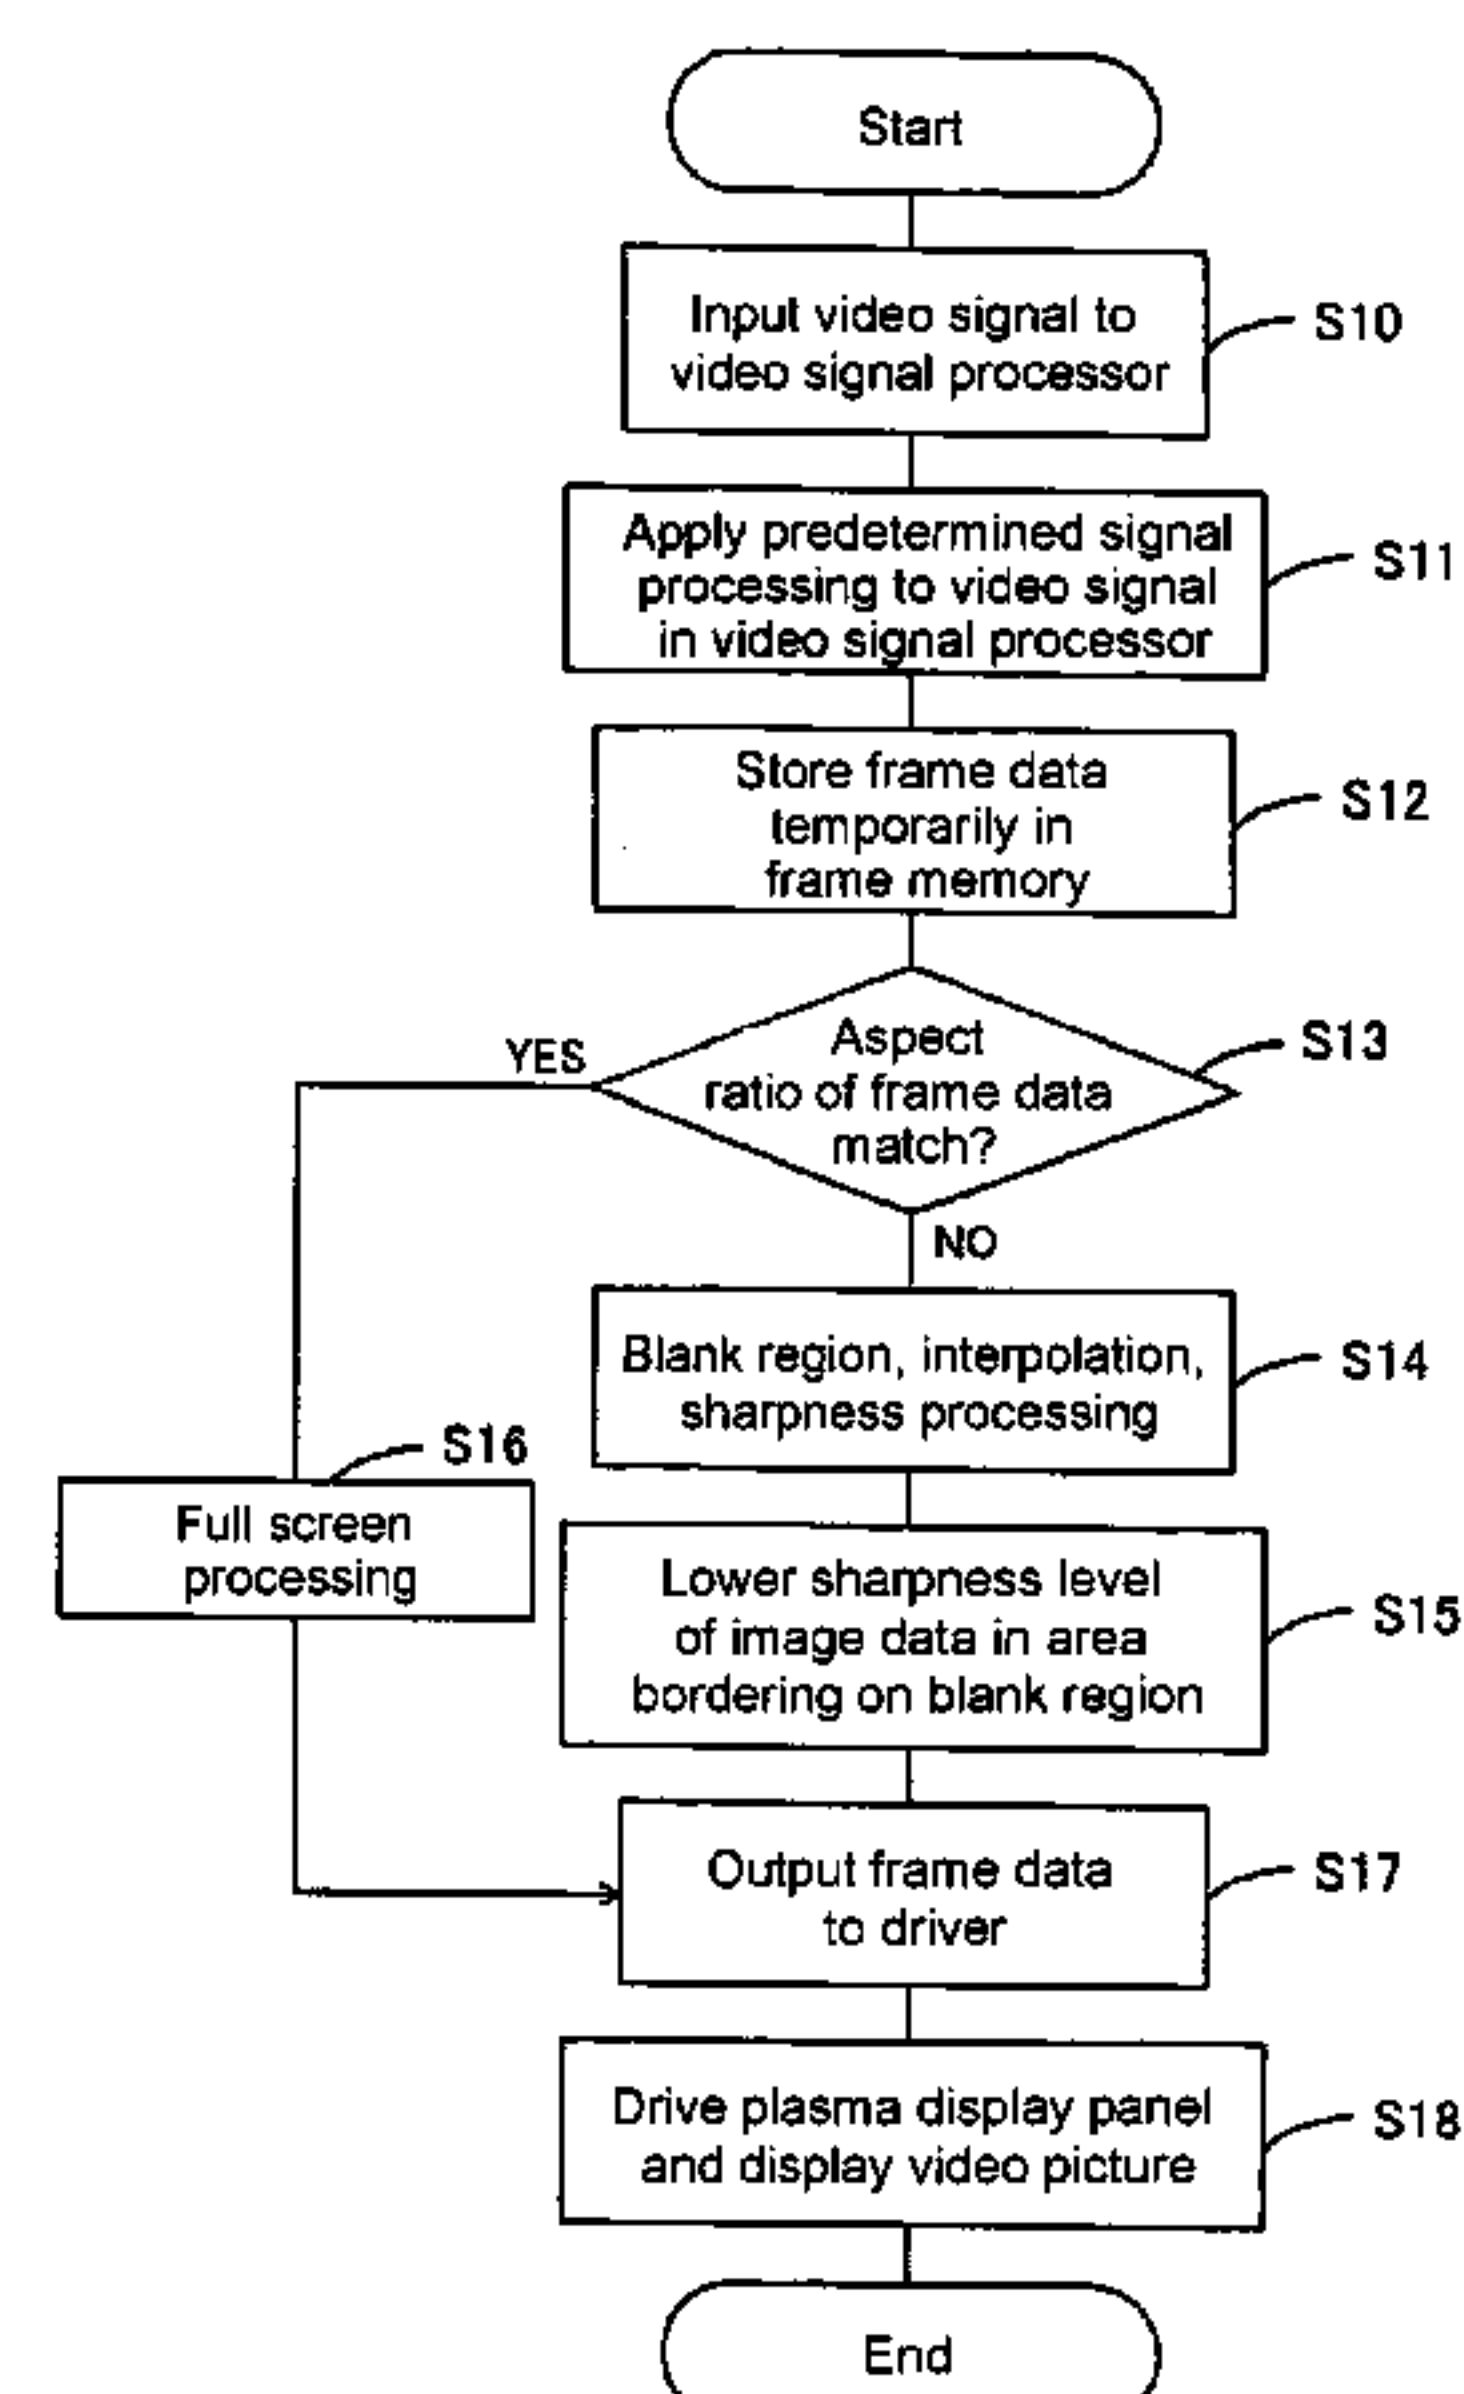 Start
Input video signal to
video signal processor
S10
Apply predetermined signal
processing to video signal
in video signal processor
S11
Store frame data
temporarily in
frame memory
S12
Aspect
ratio of frame data
match?
S13
YES
NO
Blank region, interpolation,
sharpness processing
S14
S16
Full screen
processing
Lower sharpness level
of image data in area
bordering on blank region
S15
Output frame data
to driver
S17
Drive plasma display panel
and display video picture
S18
End